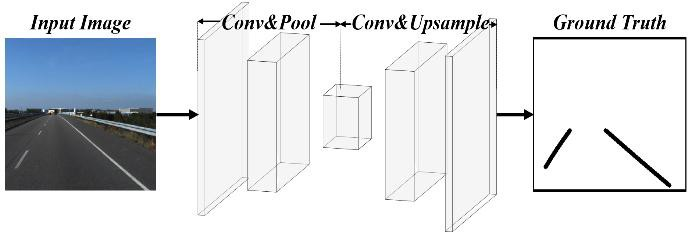 Input Image
Conv&Pool
Conv&Upsample
Ground Truth